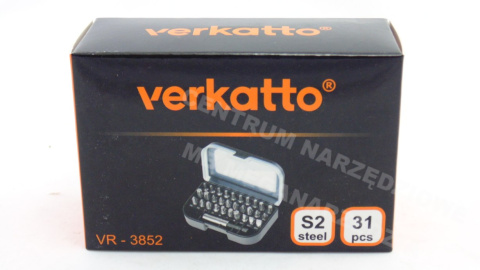 verkatto®
verkatto®
CENTRUM NARZĘDZI
VR - 3852
S2
steel
31
pcs